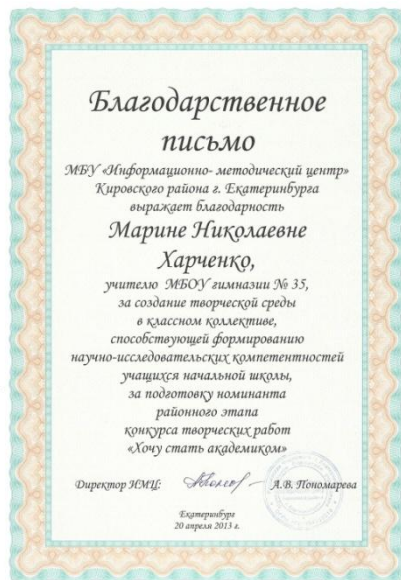 Благодарственное
письмо
МБУ «Информационно- методический центр»
Кировского района г. Екатеринбурга
выражает благодарность
Марине Николаевне
Харченко,
учителю МБОУ гимназии № 35,
за создание творческой среды
в классном коллективе,
способствующей формированию
научно-исследовательских компетентностей
учащихся начальной школы,
за подготовку номинанта
районного этапа
конкурса творческих работ
«Хочу стать академиком»
Директор ИМЦ: А.В. Пономарева
Екатеринбург
20 апреля 2013 г.